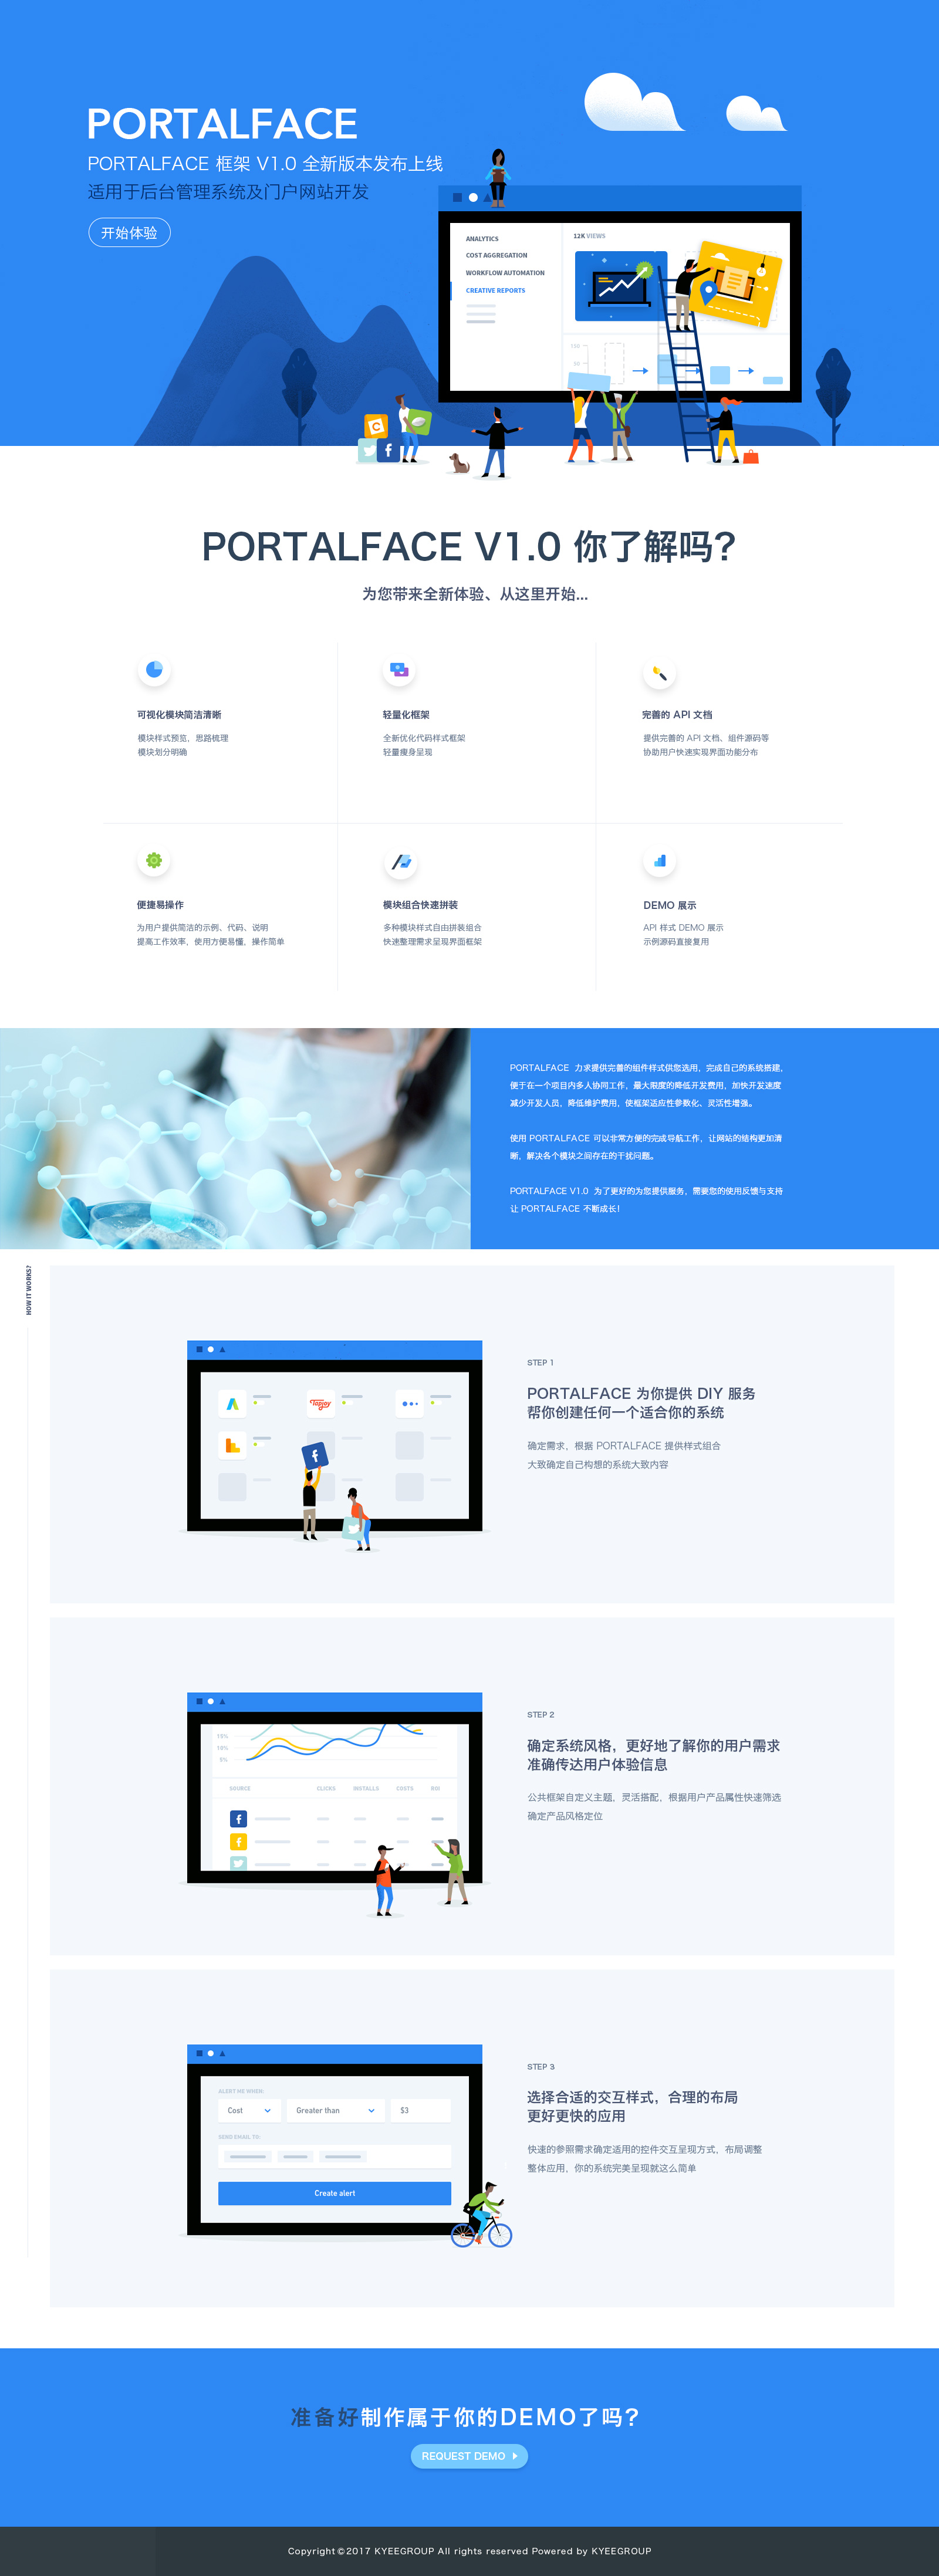 PORTALFACE
PORTALFACE 框架 V1.0 全新版本发布上线
适用于后台管理系统及门户网站开发
开始体验
ANALYTICS
COST AGGREGATION
WORKFLOW AUTOMATION
CREATIVE REPORTS
12K VIEWS
100
50
PORTALFACE V1.0 你了解吗?
为您带来全新体验、从这里开始...
可视化模块简洁清晰
模块样式预览，思路梳理
模块划分明确
轻量化框架
全新优化代码样式框架
轻量瘦身呈现
完善的 API 文档
提供完善的 API 文档、组件源码等
协助用户快速实现界面功能分布
便捷易操作
为用户提供简洁的示例、代码、说明
提高工作效率，使用方便易懂，操作简单
模块组合快速拼装
多种模块样式自由拼装组合
快速整理需求呈现界面框架
DEMO 展示
API 样式 DEMO 展示
示例源码直接复用
PORTALFACE 力求提供完善的组件样式供您选用，完成自己的系统搭建，
便于在一个项目内多人协同工作，最大限度的降低开发费用，加快开发速度
减少开发人员，降低维护费用，使框架适应性参数化、灵活性增强。
使用 PORTALFACE 可以非常方便的完成导航工作，让网站的结构更加清
晰，解决各个模块之间存在的干扰问题。
PORTALFACE V1.0 为了更好的为您提供服务，需要您的使用反馈与支持
让 PORTALFACE 不断成长！
HOW IT WORKS?
Tapjoy
STEP 1
PORTALFACE 为你提供 DIY 服务
帮你创建任何一个适合你的系统
确定需求，根据 PORTALFACE 提供样式组合
大致确定自己构想的系统大致内容
15%
10%
5%
SOURCE CLICKS INSTALLS COSTS ROI
STEP 2
确定系统风格，更好地了解你的用户需求
准确传达用户体验信息
公共框架自定义主题，灵活搭配，根据用户产品属性快速筛选
确定产品风格定位
ALERT ME WHEN:
Cost Greater than $3
SEND EMAIL TO:
Create alert
STEP 3
选择合适的交互样式，合理的布局
更好更快的应用
快速的参照需求确定适用的控件交互呈现方式，布局调整
整体应用，你的系统完美呈现就这么简单
准备好制作属于你的DEMO了吗?
REQUEST DEMO
Copyright©2017 KYEEGROUP All rights reserved Powered by KYEEGROUP